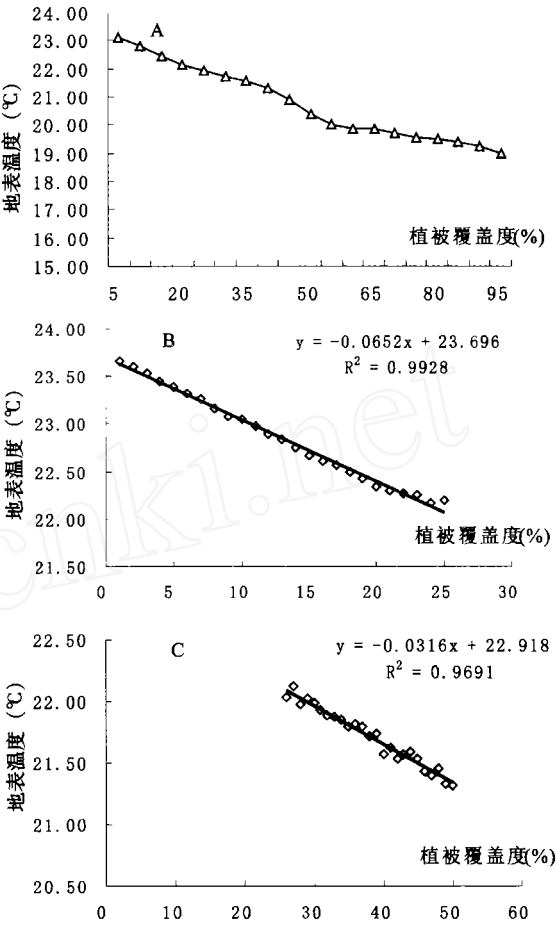 24.00
A
23.00
22.00
21.00
20.00
19.00
18.00
17.00
16.00
15.00
地表温度 (℃)
植被覆盖度(%)
5 20 35 50 65 80 95
24.00
B
y = -0.0652x + 23.696
R² = 0.9928
23.50
23.00
22.50
22.00
21.50
地表温度 (℃)
植被覆盖度(%)
0 5 10 15 20 25 30
22.50
C
y = -0.0316x + 22.918
R² = 0.9691
22.00
21.50
21.00
20.50
地表温度 (℃)
植被覆盖度(%)
0 10 20 30 40 50 60
cnki.net